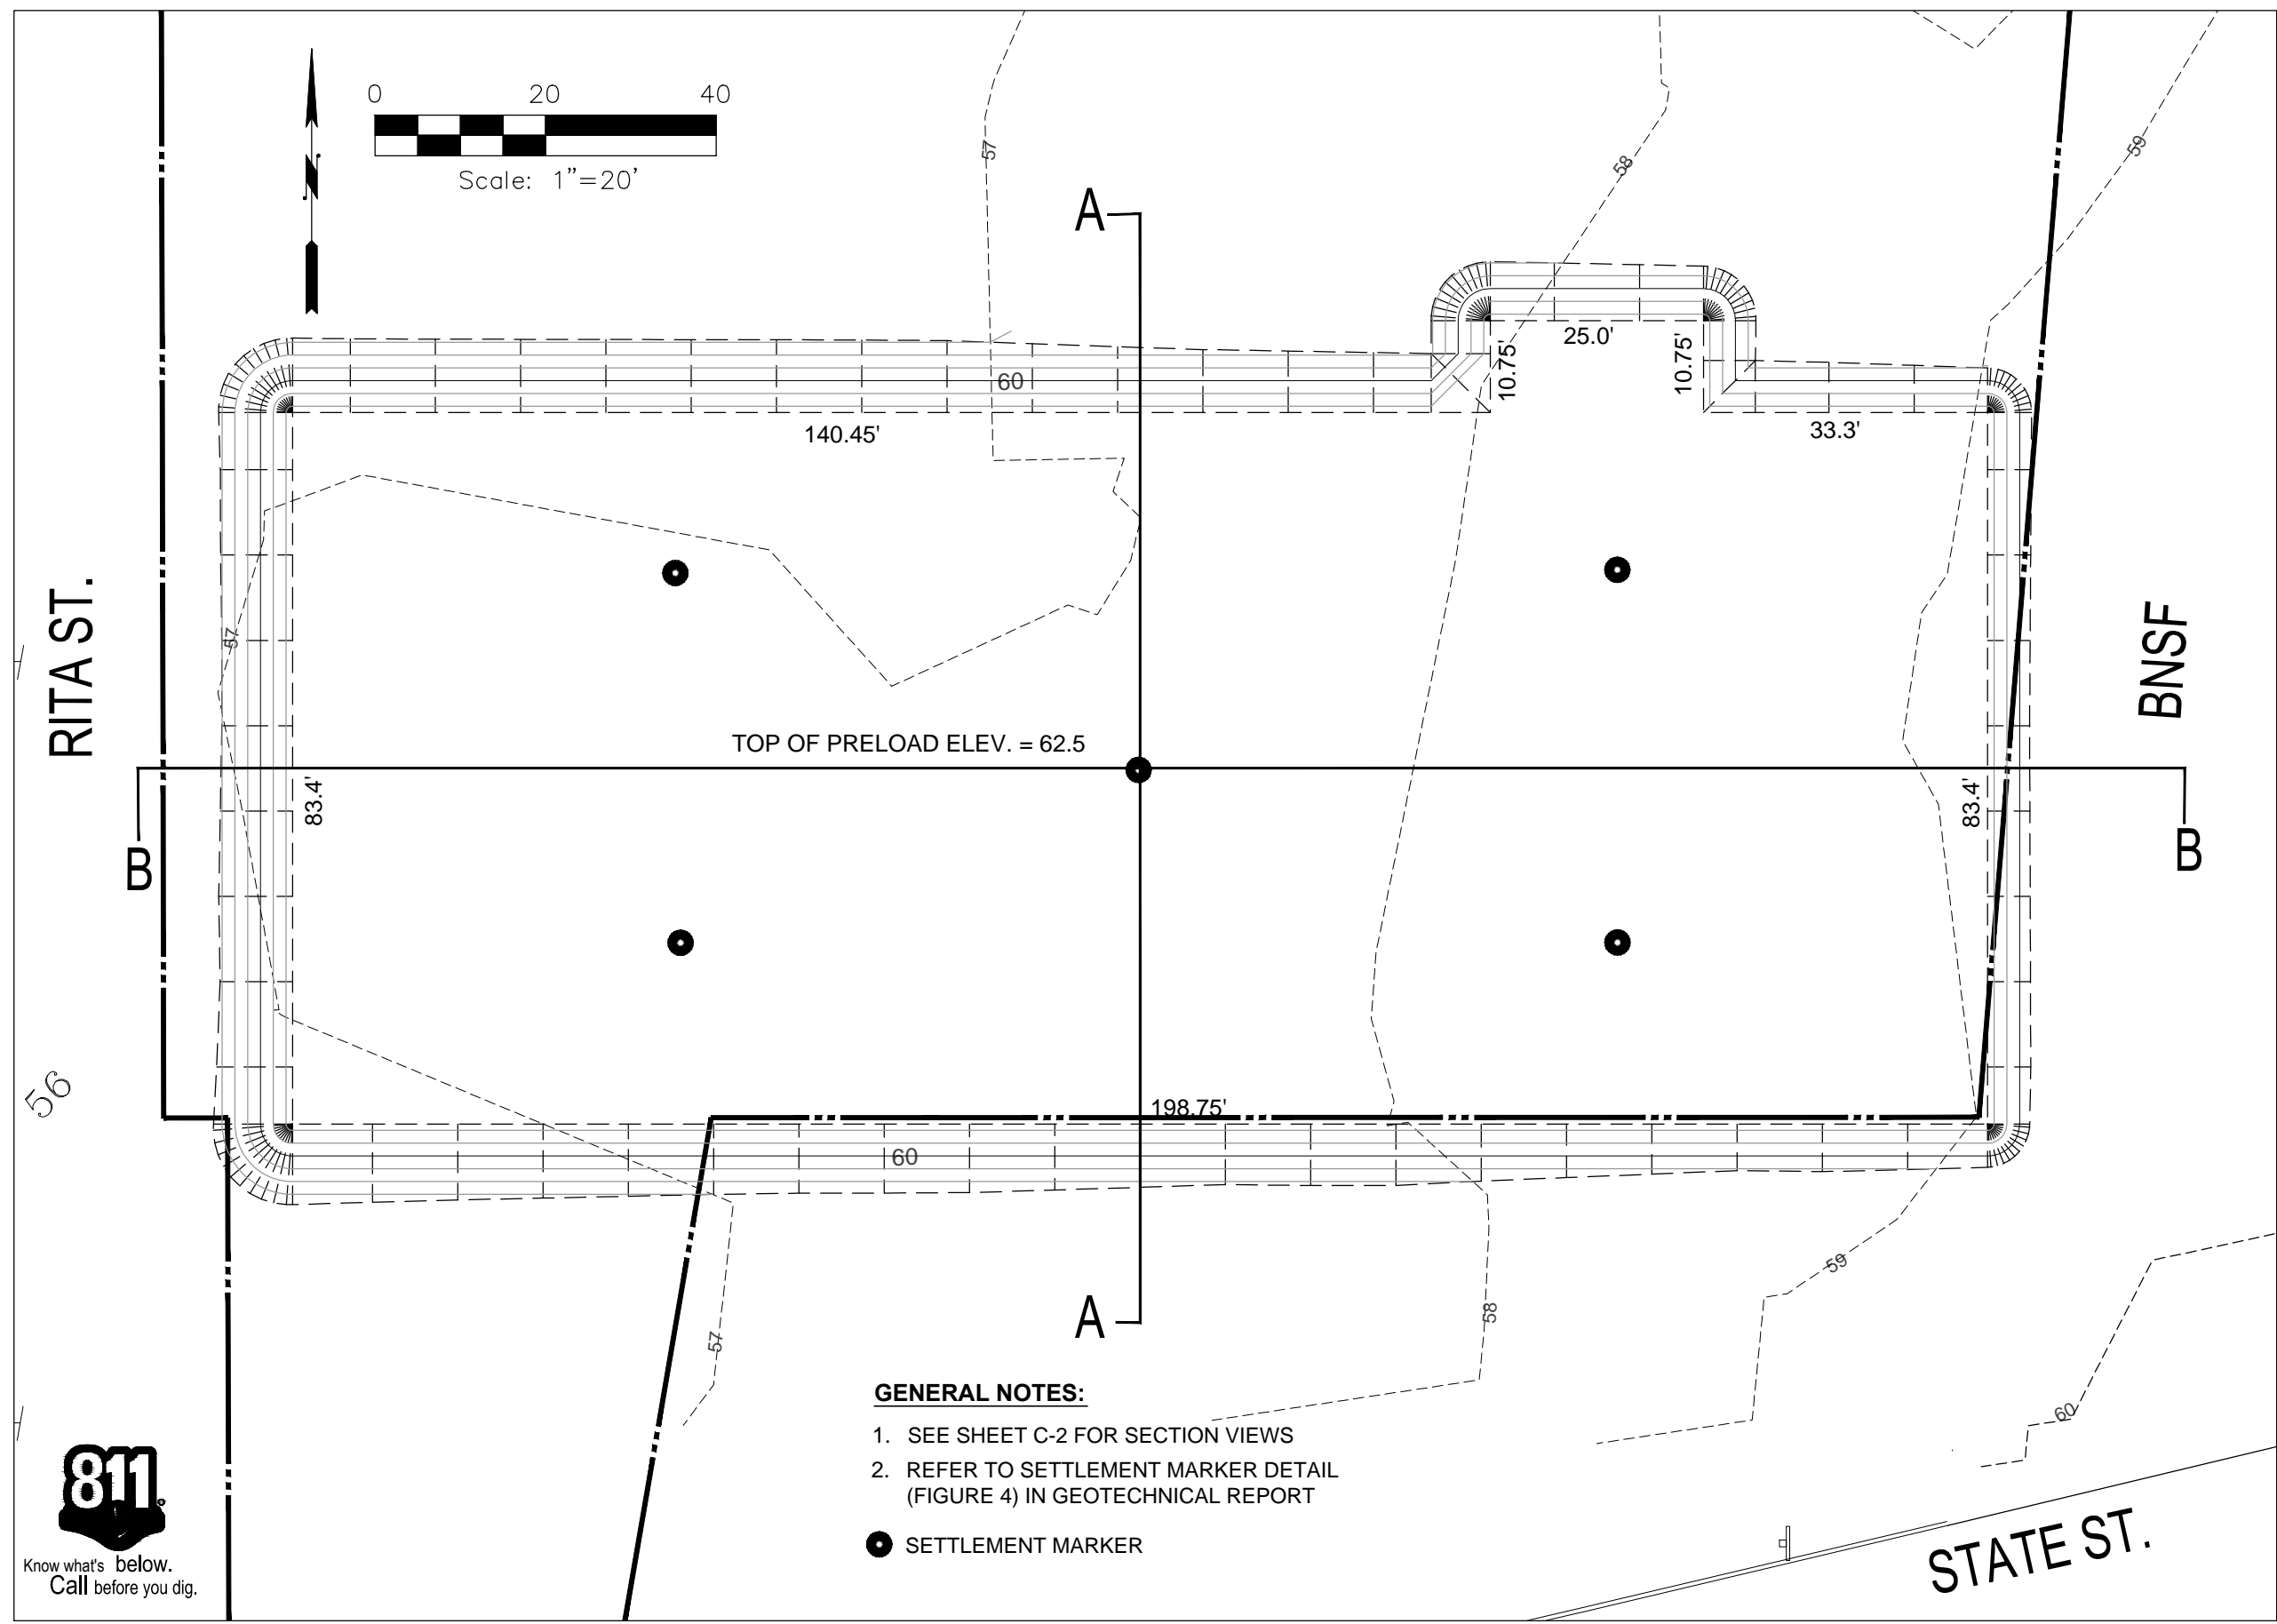 0 20 40
Scale: 1"=20'
N
57
58
59
A
25.0'
10.75'
10.75'
60
140.45'
33.3'
RITA ST.
57
BNSF
TOP OF PRELOAD ELEV. = 62.5
83.4'
83.4'
B
B
56
198.75'
60
59
58
57
A
60
GENERAL NOTES:
1. SEE SHEET C-2 FOR SECTION VIEWS
2. REFER TO SETTLEMENT MARKER DETAIL
(FIGURE 4) IN GEOTECHNICAL REPORT
SETTLEMENT MARKER
STATE ST.
811
Know what's below.
Call before you dig.